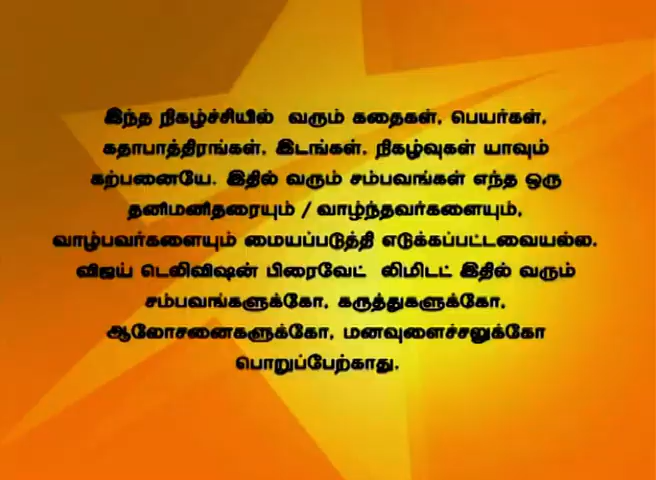 இந்த நிகழ்ச்சியில் வரும் கதைகள், பெயர்கள்,
கதாபாத்திரங்கள், இடங்கள், நிகழ்வுகள் யாவும்
கற்பனையே. இதில் வரும் சம்பவங்கள் எந்த ஒரு
தனிமனிதரையும் / வாழ்ந்தவர்களையும்,
வாழ்பவர்களையும் மையப்படுத்தி எடுக்கப்பட்டவையல்ல.
விஜய் டெலிவிஷன் பிரைவேட் லிமிடட் இதில் வரும்
சம்பவங்களுக்கோ, கருத்துகளுக்கோ,
ஆலோசனைகளுக்கோ, மனவுளைச்சலுக்கோ
பொறுப்பேற்காது.